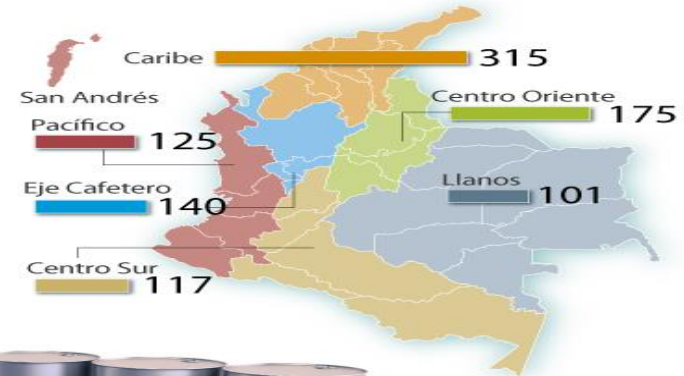 Caribe 315
San Andrés
Centro Oriente 175
Pacífico 125
Eje Cafetero 140
Llanos 101
Centro Sur 117